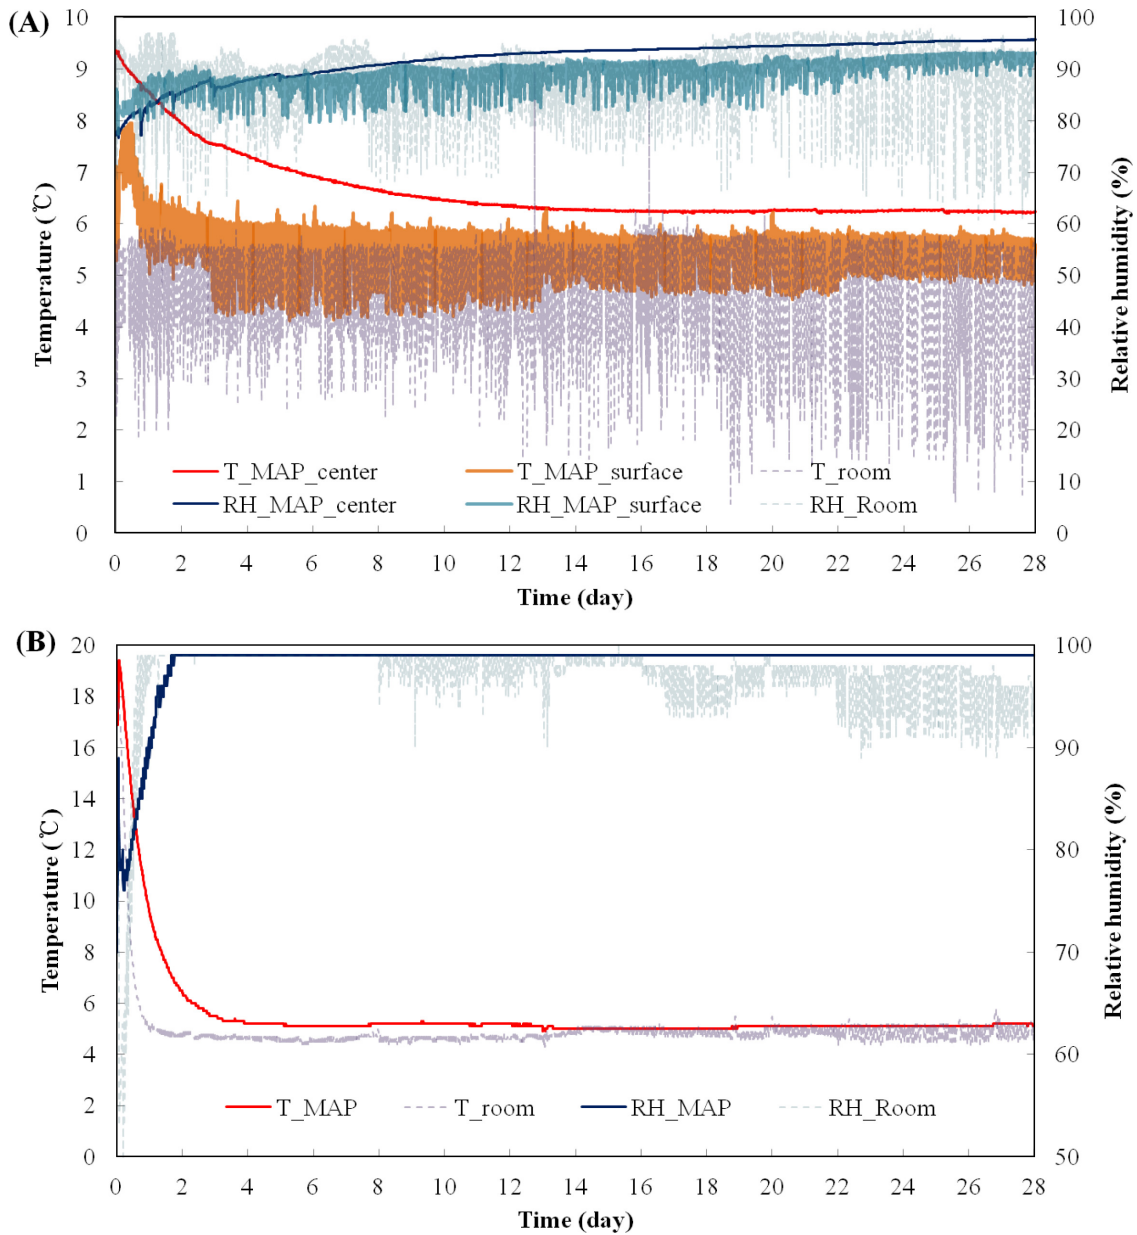 (A)
10
9
8
7
6
5
4
3
2
1
0
Temperature (℃)
100
90
80
70
60
50
40
30
20
10
0
Relative humidity (%)
T_MAP_center
T_MAP_surface
T_room
RH_MAP_center
RH_MAP_surface
RH_Room
0 2 4 6 8 10 12 14 16 18 20 22 24 26 28
Time (day)
(B)
20
18
16
14
12
10
8
6
4
2
0
Temperature (℃)
100
90
80
70
60
50
Relative humidity (%)
T_MAP
T_room
RH_MAP
RH_Room
0 2 4 6 8 10 12 14 16 18 20 22 24 26 28
Time (day)